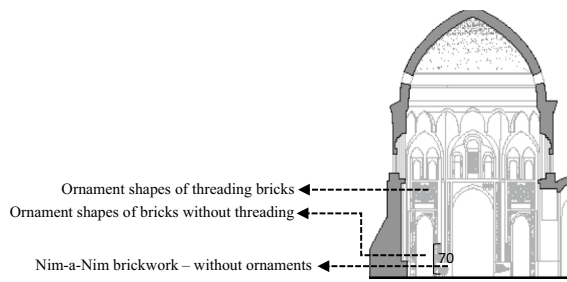 Ornament shapes of threading bricks
Ornament shapes of bricks without threading
70
Nim-a-Nim brickwork – without ornaments